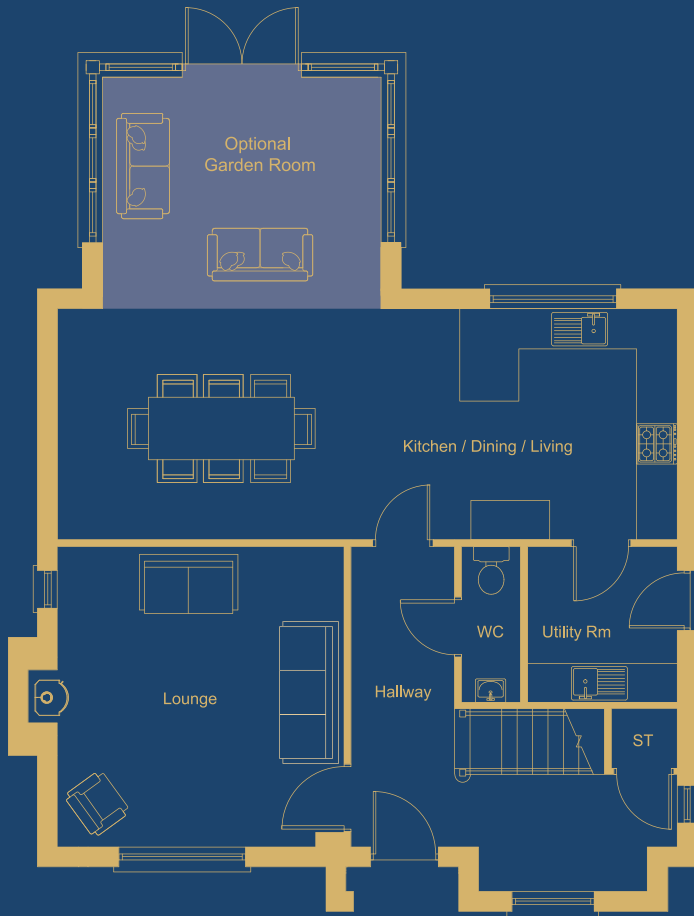 Optional
Garden Room
Kitchen / Dining / Living
WC
Utility Rm
Hallway
Lounge
ST